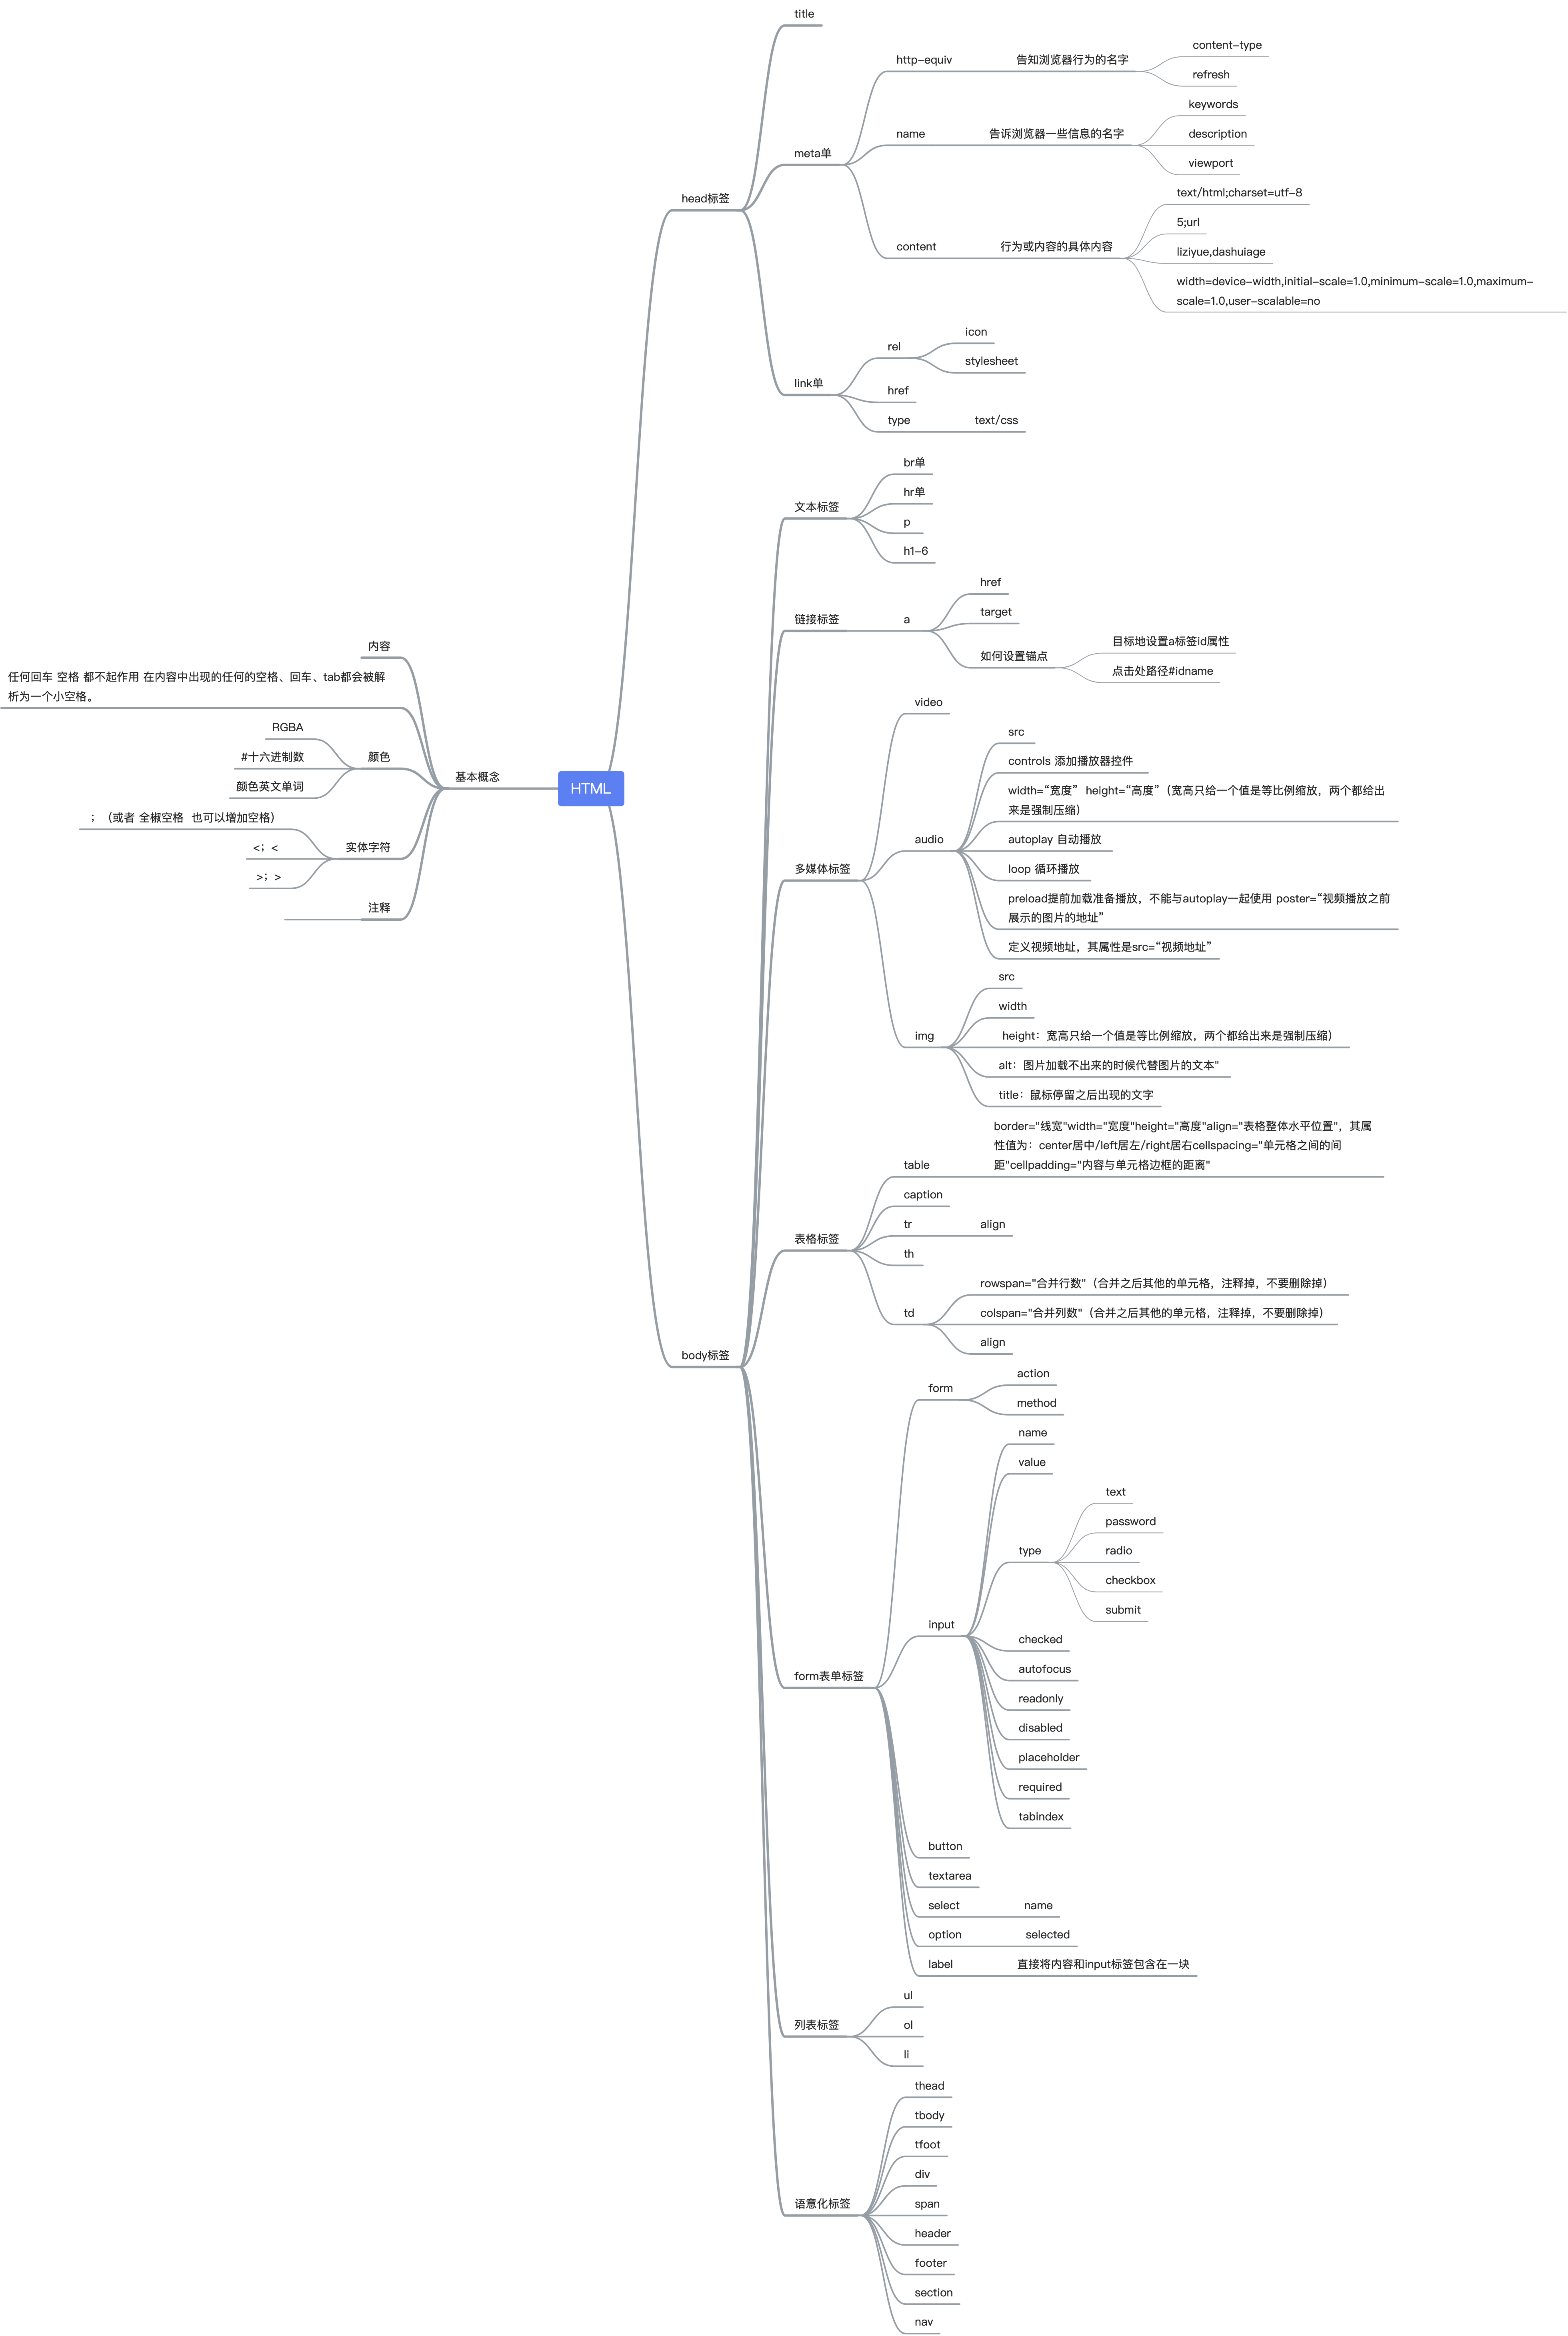 title
http-equiv
告知浏览器行为的名字
content-type
refresh
meta单
name
告诉浏览器一些信息的名字
keywords
description
viewport
content
行为或内容的具体内容
text/html;charset=utf-8
5;url
liziyue,dashuiage
width=device-width,initial-scale=1.0,minimum-scale=1.0,maximum-
scale=1.0,user-scalable=no
head标签
link单
rel
icon
stylesheet
href
type
text/css
文本标签
br单
hr单
p
h1-6
链接标签
a
href
target
如何设置锚点
目标地设置a标签id属性
点击处路径#idname
内容
任何回车 空格 都不起作用 在内容中出现的任何的空格、回车、tab都会被解
析为一个小空格。
RGBA
#十六进制数
颜色英文单词
颜色
基本概念
HTML
；（或者 全椒空格 也可以增加空格）
<；<
>；>
实体字符
注释
多媒体标签
video
audio
src
controls 添加播放器控件
width=“宽度” height=“高度”（宽高只给一个值是等比例缩放，两个都给出
来是强制压缩）
autoplay 自动播放
loop 循环播放
preload提前加载准备播放，不能与autoplay一起使用 poster=“视频播放之前
展示的图片的地址”
定义视频地址，其属性是src=“视频地址”
img
src
width
height：宽高只给一个值是等比例缩放，两个都给出来是强制压缩）
alt：图片加载不出来的时候代替图片的文本"
title：鼠标停留之后出现的文字
表格标签
table
border="线宽"width="宽度"height="高度"align="表格整体水平位置"，其属
性值为：center居中/left居左/right居右cellspacing="单元格之间的间
距"cellpadding="内容与单元格边框的距离"
caption
tr
align
th
td
rowspan="合并行数"（合并之后其他的单元格，注释掉，不要删除掉）
colspan="合并列数"（合并之后其他的单元格，注释掉，不要删除掉）
align
body标签
form表单标签
form
action
method
input
name
value
type
text
password
radio
checkbox
submit
checked
autofocus
readonly
disabled
placeholder
required
tabindex
button
textarea
select
name
option
selected
label
直接将内容和input标签包含在一块
列表标签
ul
ol
li
语意化标签
thead
tbody
tfoot
div
span
header
footer
section
nav